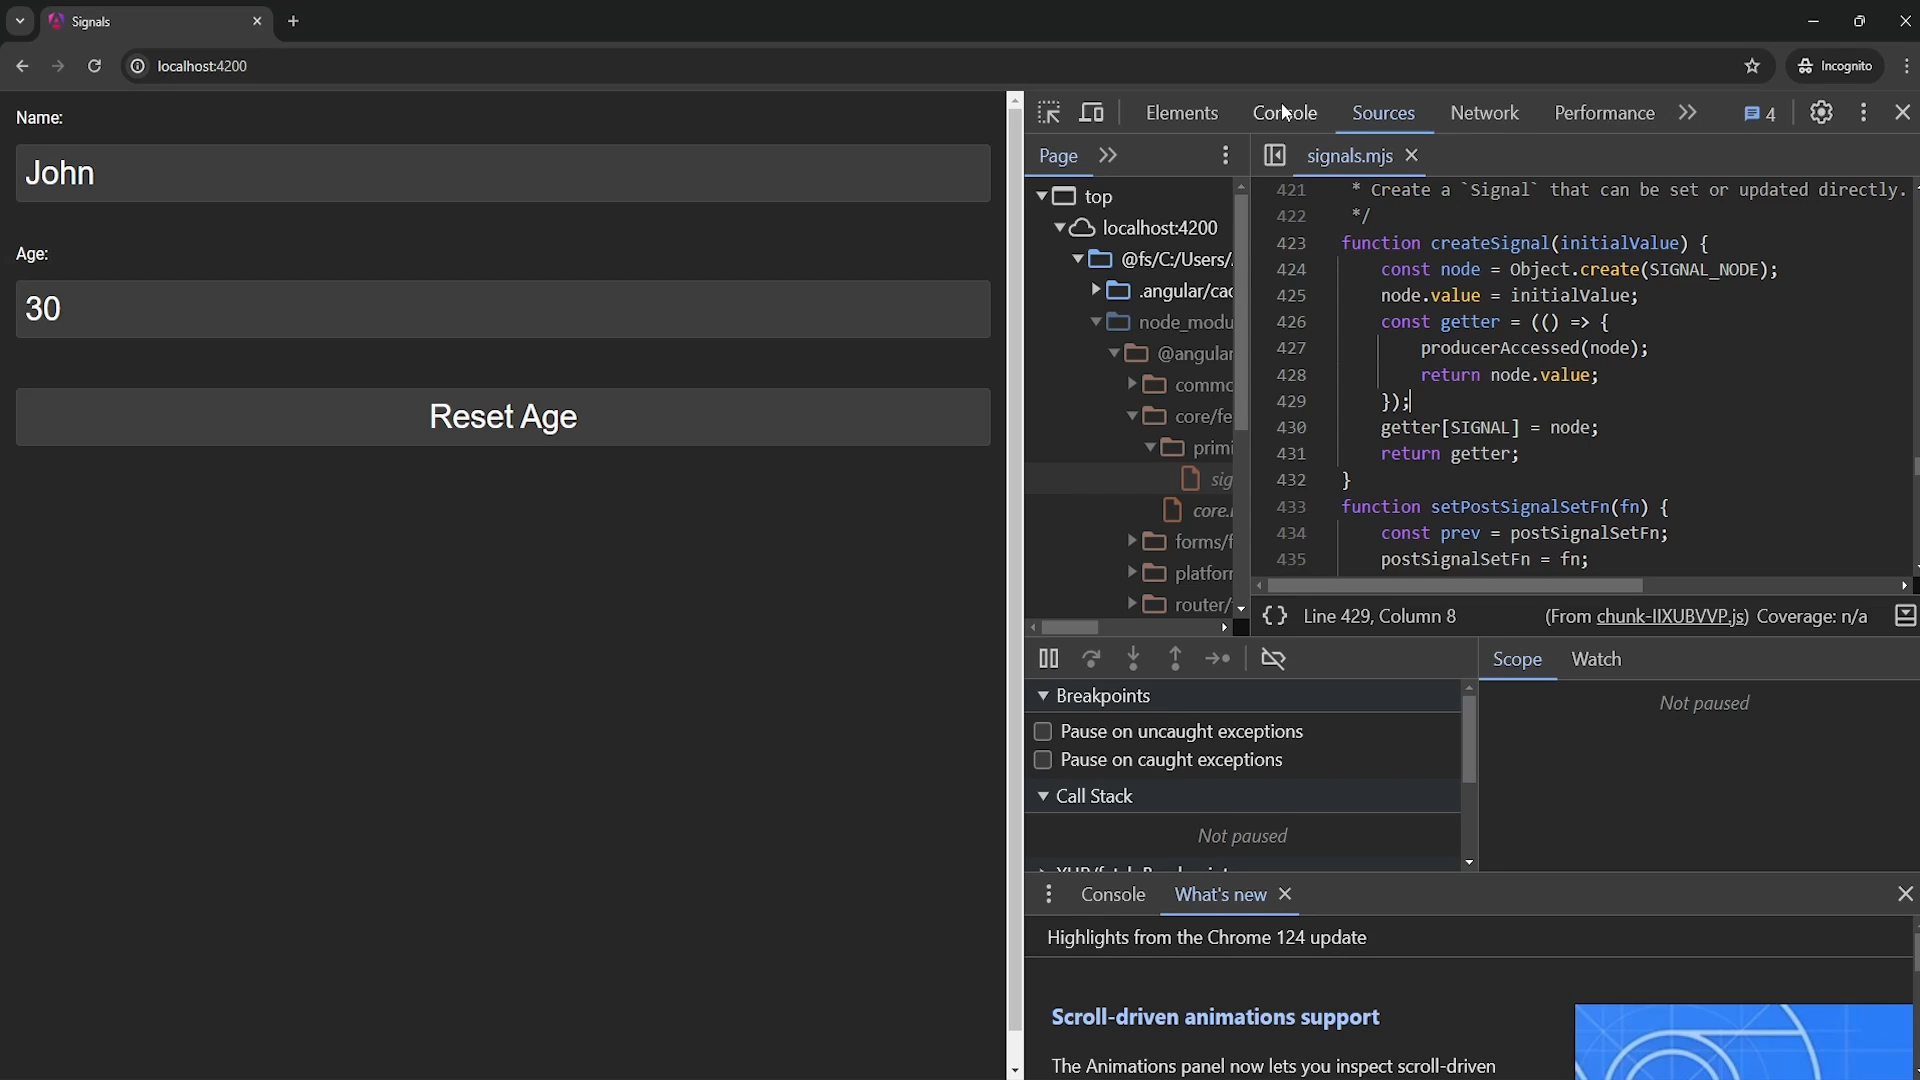 Signals
localhost:4200
Incognito
Name:
John
Age:
30
Reset Age
Elements Console Sources Network Performance 4
Page
signals.mjs
top
localhost:4200
@fs/C:/Users/
.angular/cac
node_modu
@angular
commo
core/fe
primi
sig
core.
forms/f
platforr
router/
421 * Create a `Signal` that can be set or updated directly.
422 */
423 function createSignal(initialValue) {
424 const node = Object.create(SIGNAL_NODE);
425 node.value = initialValue;
426 const getter = (() => {
427 producerAccessed(node);
428 return node.value;
429 });
430 getter[SIGNAL] = node;
431 return getter;
432 }
433 function setPostSignalSetFn(fn) {
434 const prev = postSignalSetFn;
435 postSignalSetFn = fn;
{} Line 429, Column 8 (From chunk-IIXUBVVP.js) Coverage: n/a
Scope Watch
Not paused
Breakpoints
Pause on uncaught exceptions
Pause on caught exceptions
Call Stack
Not paused
Console What's new
Highlights from the Chrome 124 update
Scroll-driven animations support
The Animations panel now lets you inspect scroll-driven